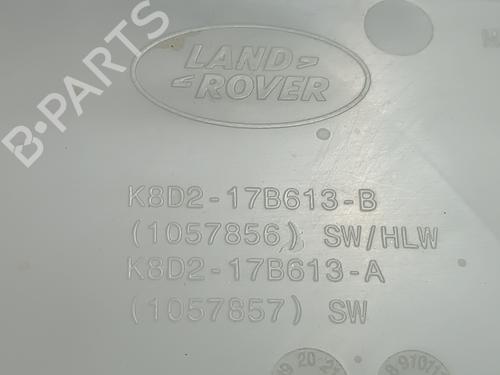 LAND
ROVER
B-PARTS
K8D2-17B613-B
(1057856) SW/HLW
K8D2-17B613-A
(1057857) SW